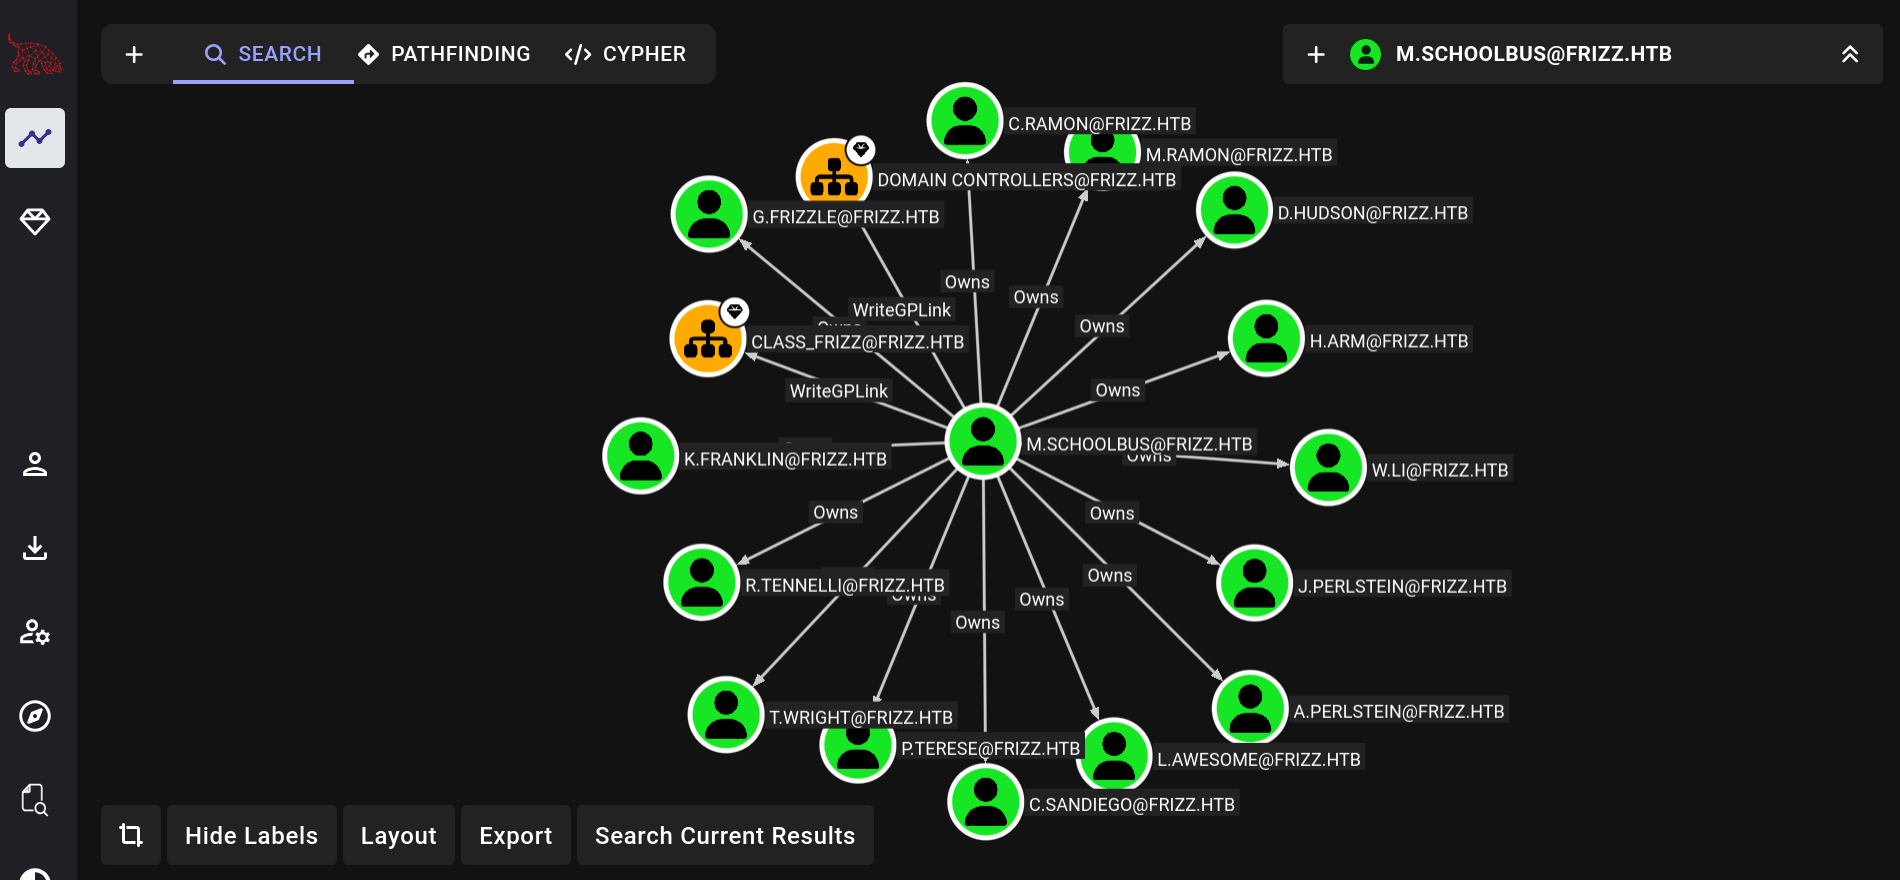 SEARCH
PATHFINDING
CYPHER
M.SCHOOLBUS@FRIZZ.HTB
C.RAMON@FRIZZ.HTB
M.RAMON@FRIZZ.HTB
DOMAIN CONTROLLERS@FRIZZ.HTB
G.FRIZZLE@FRIZZ.HTB
D.HUDSON@FRIZZ.HTB
Owns
Owns
WriteGPLink
Owns
Owns
CLASS_FRIZZ@FRIZZ.HTB
H.ARM@FRIZZ.HTB
WriteGPLink
Owns
M.SCHOOLBUS@FRIZZ.HTB
Owns
K.FRANKLIN@FRIZZ.HTB
W.LI@FRIZZ.HTB
Owns
Owns
Owns
R.TENNELLI@FRIZZ.HTB
J.PERLSTEIN@FRIZZ.HTB
Owns
Owns
Owns
A.PERLSTEIN@FRIZZ.HTB
T.WRIGHT@FRIZZ.HTB
P.TERESE@FRIZZ.HTB
L.AWESOME@FRIZZ.HTB
C.SANDIEGO@FRIZZ.HTB
Hide Labels
Layout
Export
Search Current Results